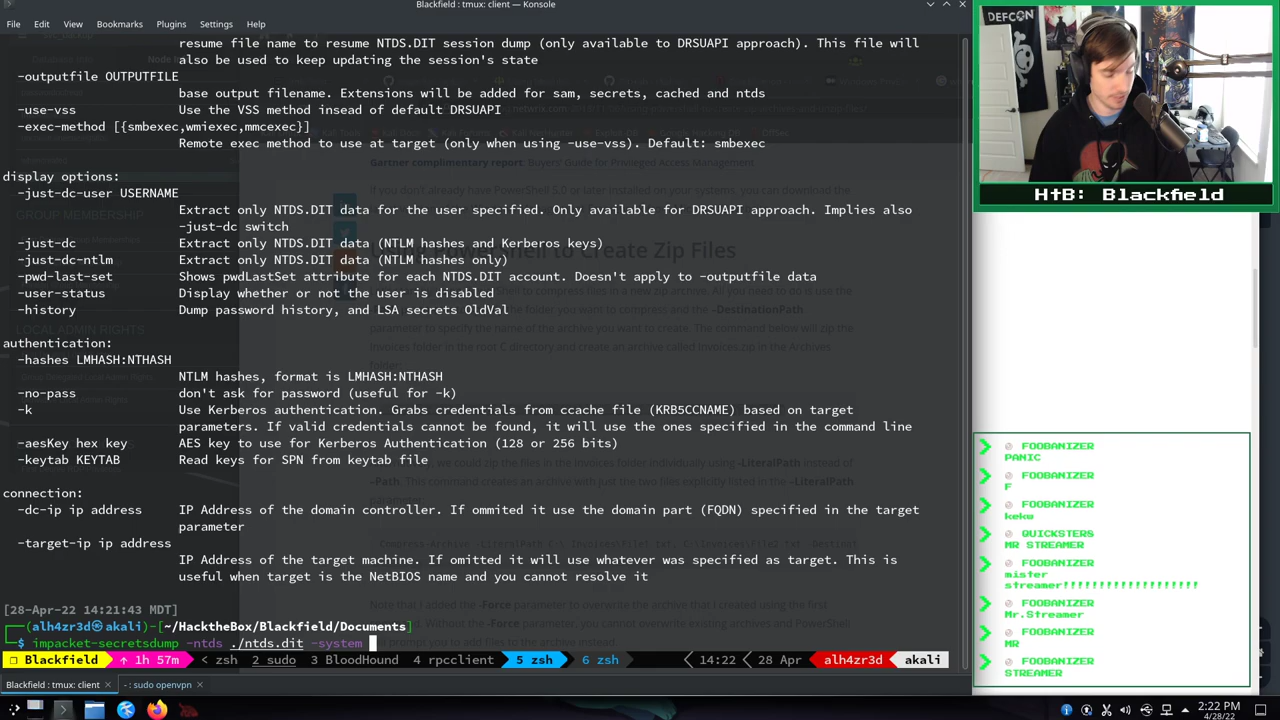 Blackfield : tmux: client — Konsole
File Edit View Bookmarks Plugins Settings Help
resume file name to resume NTDS.DIT session dump (only available to DRSUAPI approach). This file will
also be used to keep updating the session's state
-outputfile OUTPUTFILE
base output filename. Extensions will be added for sam, secrets, cached and ntds
-use-vss Use the VSS method insead of default DRSUAPI
-exec-method [{smbexec,wmiexec,mmcexec}]
Remote exec method to use at target (only when using -use-vss). Default: smbexec
Gartner complimentary report: Buyers' Guide for Privileged Access Management.
display options:
-just-dc-user USERNAME
Extract only NTDS.DIT data for the user specified. Only available for DRSUAPI approach. Implies also
-just-dc switch
-just-dc Extract only NTDS.DIT data (NTLM hashes and Kerberos keys)
-just-dc-ntlm Extract only NTDS.DIT data (NTLM hashes only)
-pwd-last-set Shows pwdLastSet attribute for each NTDS.DIT account. Doesn't apply to -outputfile data
-user-status Display whether or not the user is disabled
-history Dump password history, and LSA secrets OldVal
authentication:
-hashes LMHASH:NTHASH
NTLM hashes, format is LMHASH:NTHASH
-no-pass don't ask for password (useful for -k)
-k Use Kerberos authentication. Grabs credentials from ccache file (KRB5CCNAME) based on target
parameters. If valid credentials cannot be found, it will use the ones specified in the command line
-aesKey hex key AES key to use for Kerberos Authentication (128 or 256 bits)
-keytab KEYTAB Read keys for SPN from keytab file
connection:
-dc-ip ip address IP Address of the domain controller. If ommited it use the domain part (FQDN) specified in the target
parameter
-target-ip ip address
IP Address of the target machine. If omitted it will use whatever was specified as target. This is
useful when target is the NetBIOS name and you cannot resolve it
[28-Apr-22 14:21:43 MDT]
(alh4zr3d㉿akali)-[~/HacktheBox/Blackfield/Documents]
$ impacket-secretsdump -ntds ./ntds.dit -system
Blackfield ↑ 1h 57m < zsh 2 sudo 3 BloodHound 4 rpcclient 5 zsh 6 zsh 14:22 28 Apr alh4zr3d akali
Blackfield : tmux: client - : sudo openvpn
DEFCON
HtB: Blackfield
FOOBANIZER
PANIC
FOOBANIZER
F
FOOBANIZER
kekw
QUICKSTERS
MR STREAMER
FOOBANIZER
mister
streamer!!!!!!!!!!!!!!!!!!!
FOOBANIZER
Mr.Streamer
FOOBANIZER
MR
FOOBANIZER
STREAMER
2:22 PM
4/28/22